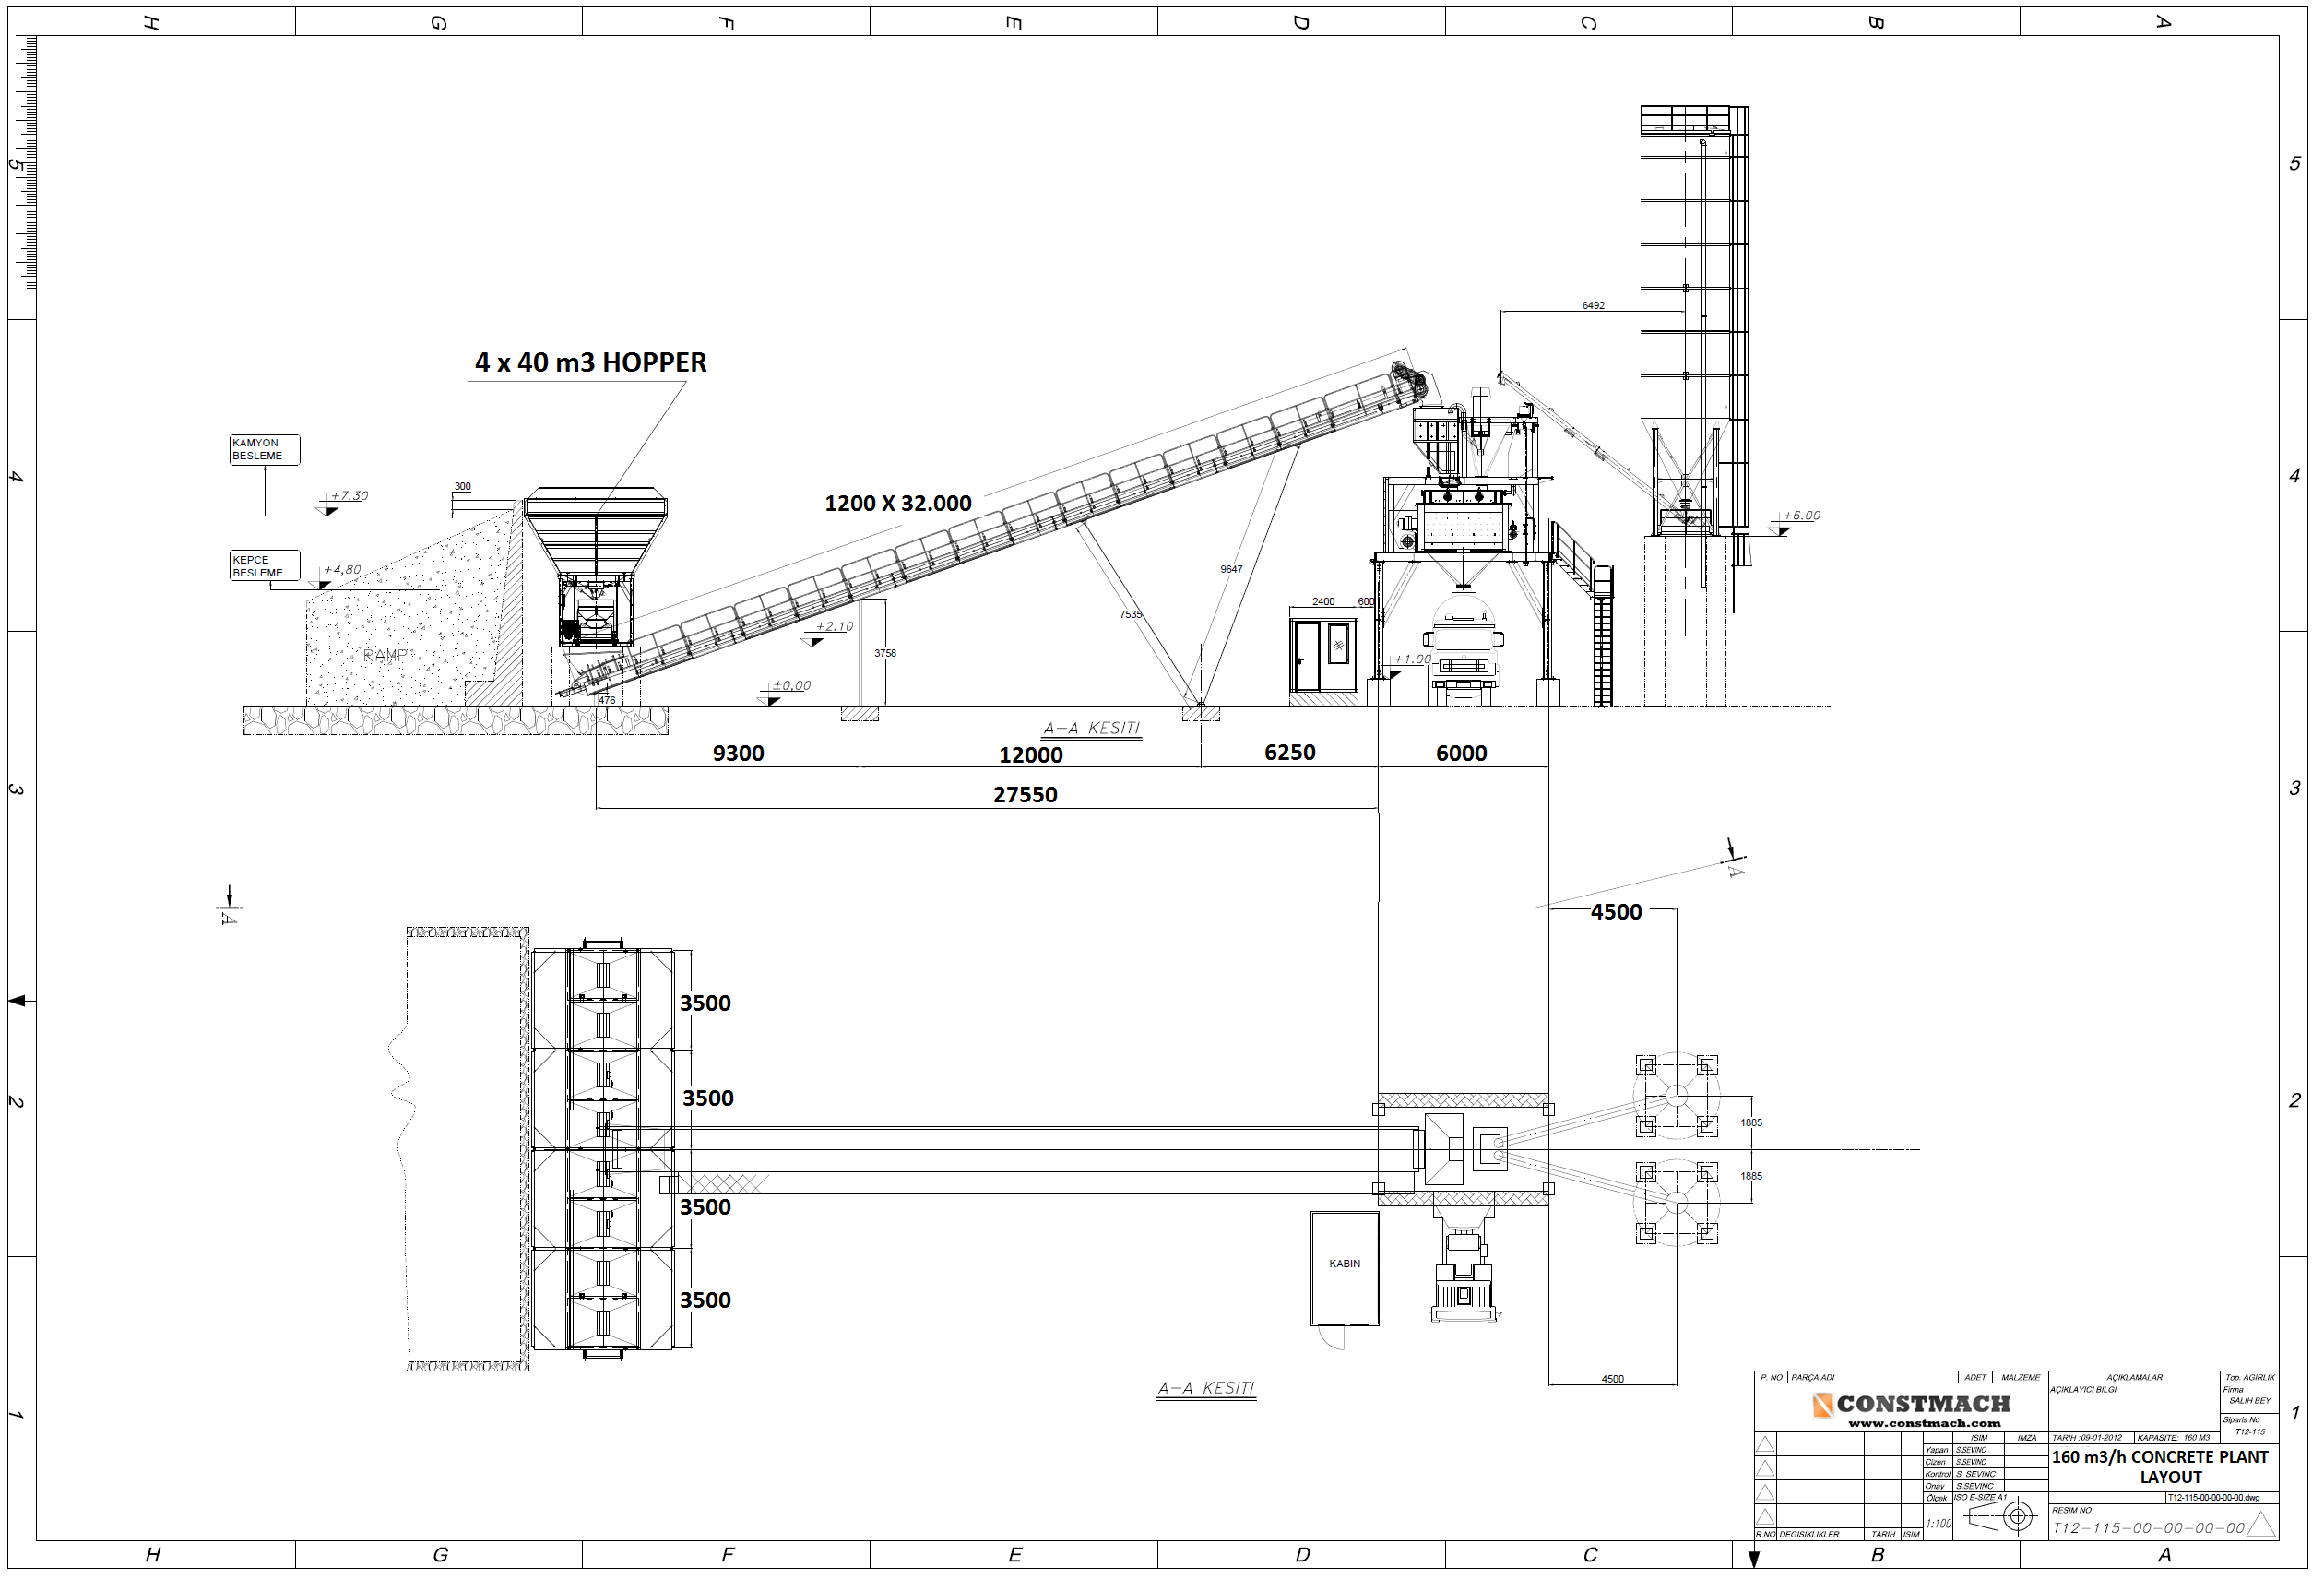 H G F E D C B A
5
5
6492
4 x 40 m3 HOPPER
KAMYON
BESLEME
+7.30
300
1200 X 32.000
4
4
+6.00
KEPCE
BESLEME
+4,80
9647
2400
600
7535
+2.10
3758
RAMP
+1.00
±0,00
476
A-A KESITI
9300
12000
6250
6000
27550
3
3
A
A
4500
3500
3500
1885
1885
3500
3500
2
2
KABIN
4500
A-A KESITI
1
1
P. NO PARÇA ADI ADET MALZEME AÇIKLAMALAR Top. AGIRLIK
CONSTMACH
www.constmach.com
AÇIKLAYICI BILGI
Firma
SALIH BEY
Siparis No
T12-115
ISIM IMZA TARIH :09-01-2012 KAPASITE: 160 M3
Yapan S.SEVINC
Çizen S.SEVINC
Kontrol S. SEVINC
Onay S.SEVINC
160 m3/h CONCRETE PLANT
LAYOUT
Ölçek ISO E-SIZE A1
T12-115-00-00-00-00.dwg
1:100
RESIM NO
T12-115-00-00-00-00
R.NO DEGISIKLIKLER TARIH ISIM
H G F E D C B A